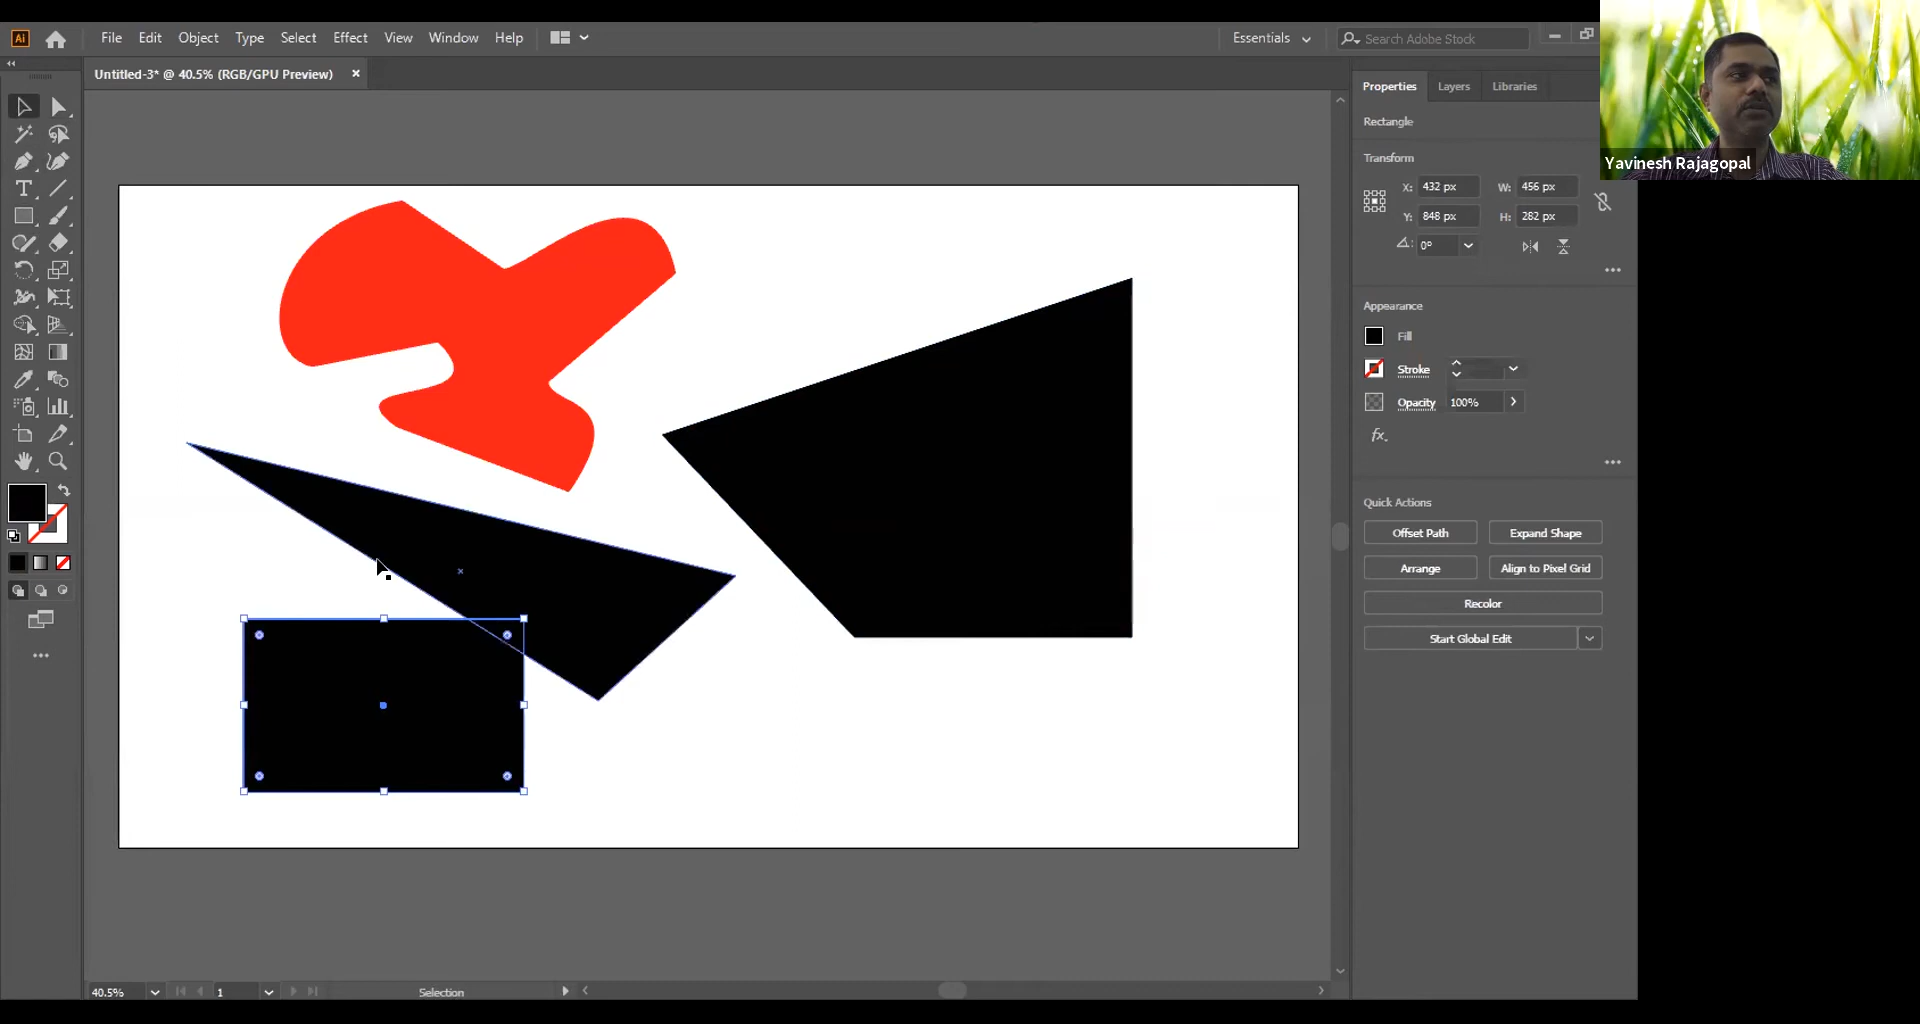 Ai
File Edit Object Type Select Effect View Window Help
Essentials
Search Adobe Stock
Untitled-3* @ 40.5% (RGB/GPU Preview) ×
Properties Layers Libraries
Rectangle
Transform
X: 432 px W: 456 px
Y: 848 px H: 282 px
0°
Appearance
Fill
Stroke
Opacity 100%
fx.
Quick Actions
Offset Path Expand Shape
Arrange Align to Pixel Grid
Recolor
Start Global Edit
Yavinesh Rajagopal
40.5% 1 Selection